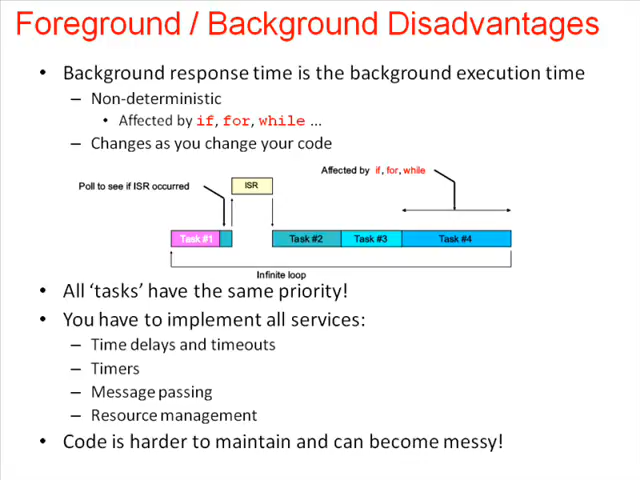 Foreground / Background Disadvantages
• Background response time is the background execution time
– Non-deterministic
• Affected by if, for, while ...
– Changes as you change your code
Affected by if, for, while
Poll to see if ISR occurred
ISR
Task #1
Task #2
Task #3
Task #4
Infinite loop
• All ‘tasks’ have the same priority!
• You have to implement all services:
– Time delays and timeouts
– Timers
– Message passing
– Resource management
• Code is harder to maintain and can become messy!